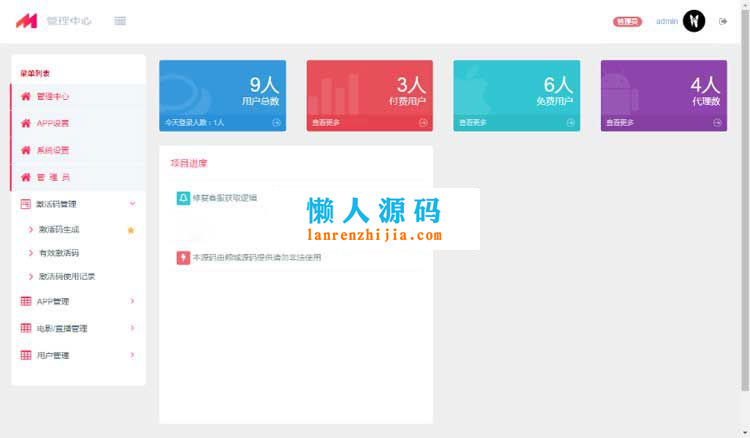 管理中心
管理员
admin
菜单列表
管理中心
APP设置
系统设置
管 理 员
激活码管理
激活码生成
有效激活码
激活码使用记录
APP管理
电影/直播管理
用户管理
9人
用户总数
今天登录人数：1人
3人
付费用户
查看更多
6人
免费用户
查看更多
4人
代理数
查看更多
项目进度
修复客服获取逻辑
本源码由倾城源码提供请勿非法使用
懒人源码
lanrenzhijia.com